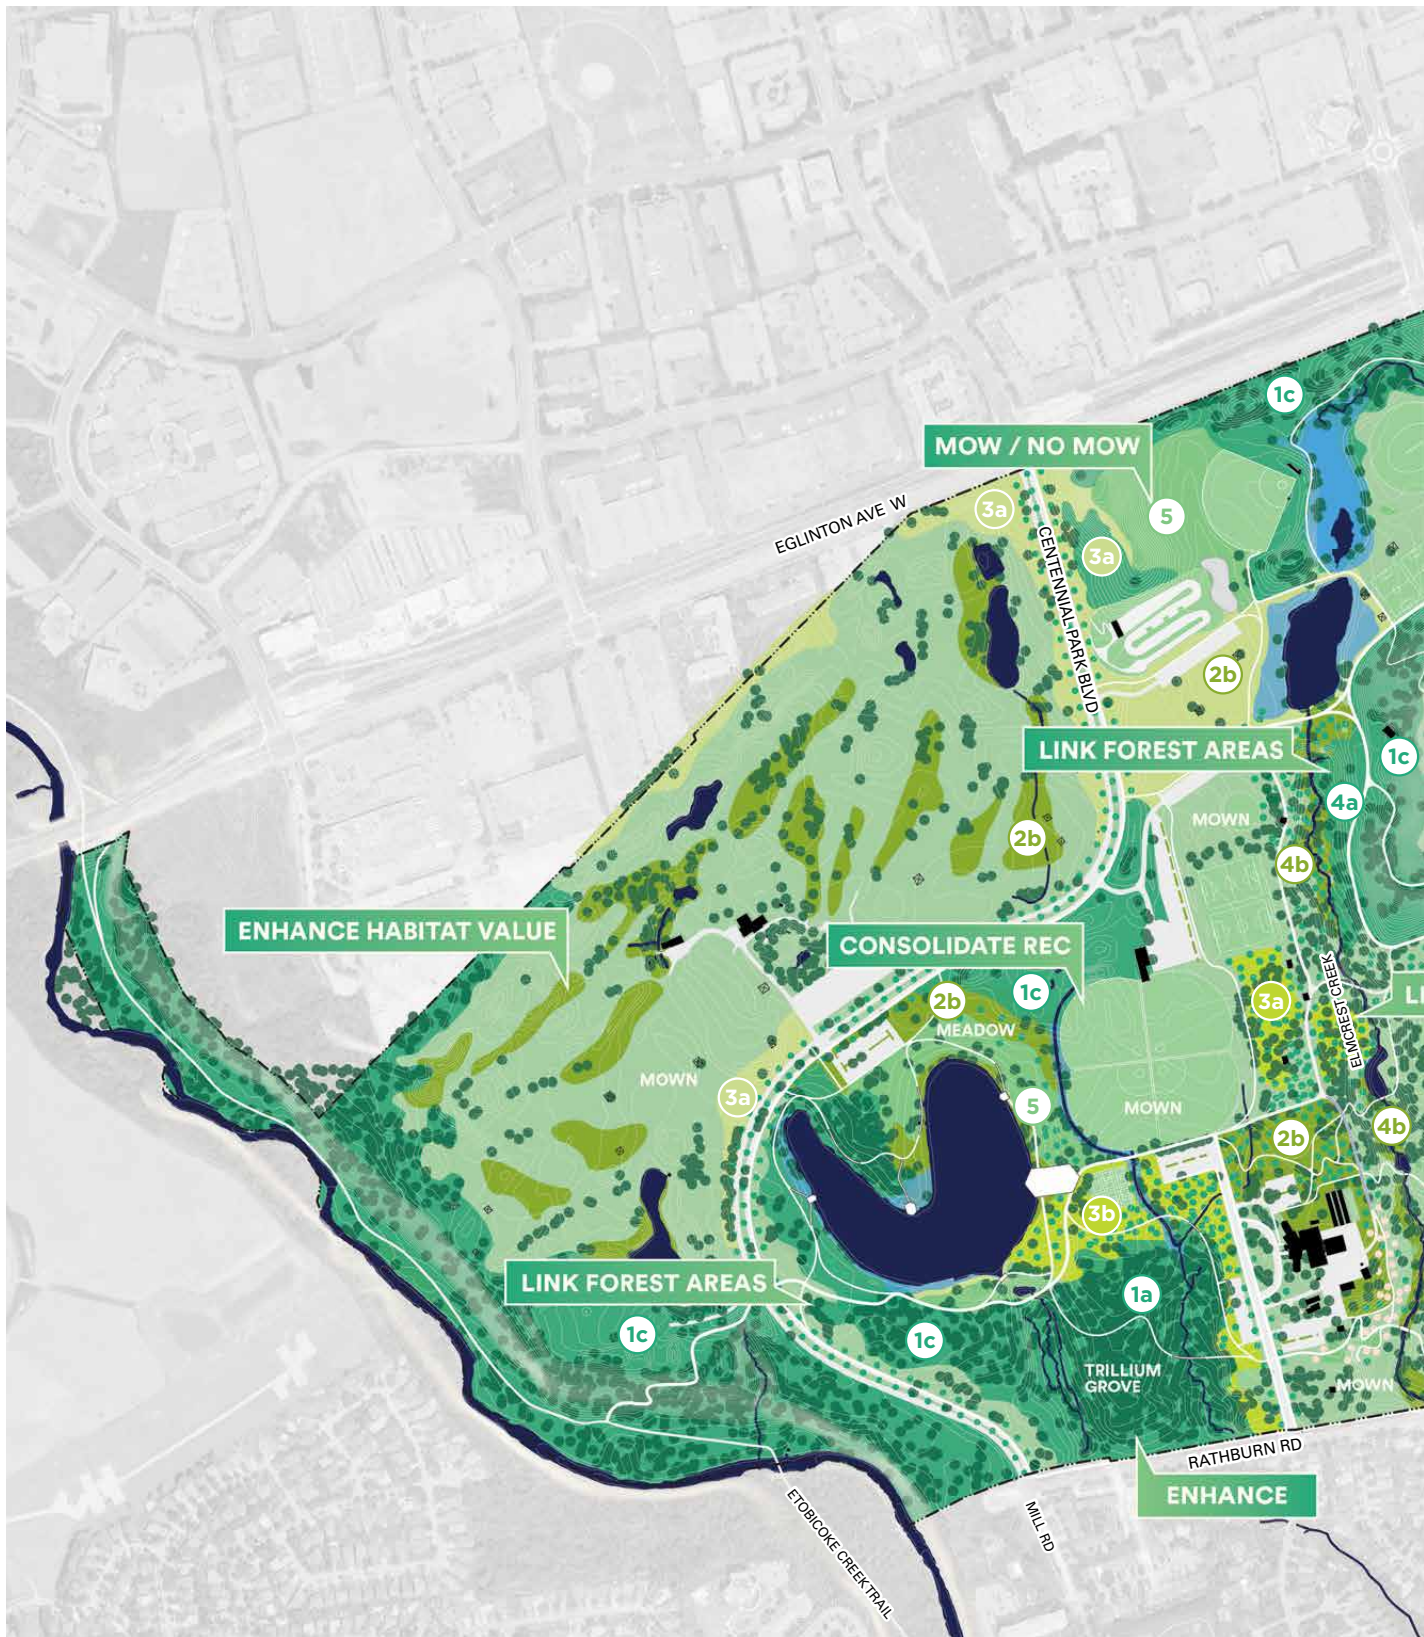 1c
MOW / NO MOW
3a
5
EGLINTON AVE W
CENTENNIAL PARK BLVD
3a
2b
LINK FOREST AREAS
1c
4a
MOWN
2b
4b
ENHANCE HABITAT VALUE
CONSOLIDATE REC
1c
2b
3a
ELMCREST CREEK
MEADOW
MOWN
3a
5
MOWN
4b
2b
3b
LINK FOREST AREAS
1a
1c
1c
TRILLIUM
GROVE
MOWN
RATHBURN RD
ENHANCE
ETOBICOKE CREEK TRAIL
MILL RD